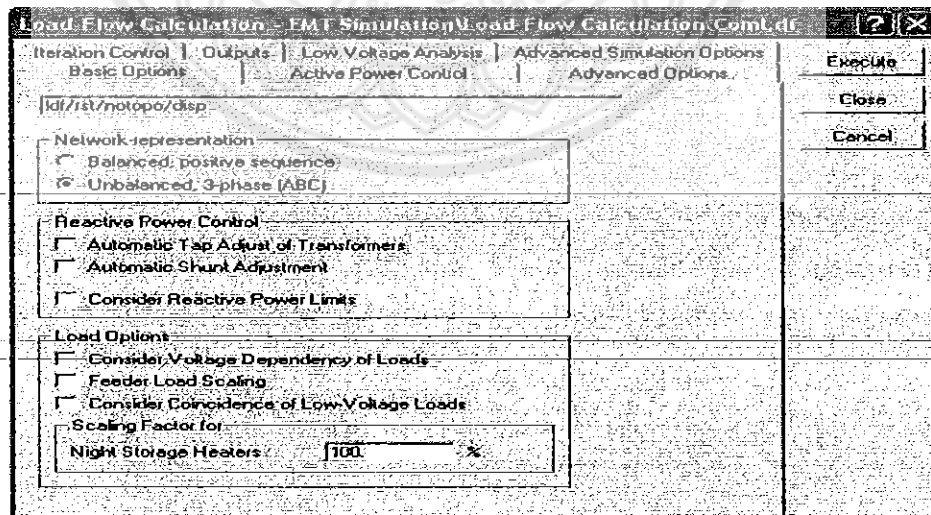 Load Flow Calculation - EMT Simulation\Load Flow Calculation.ComLdf
Iteration Control | Outputs | Low Voltage Analysis | Advanced Simulation Options
Basic Options | Active Power Control | Advanced Options
Execute
Close
Cancel
ldf/rst/notopo/disp
Network-representation
Balanced, positive sequence
Unbalanced, 3-phase (ABC)
Reactive Power Control
Automatic Tap Adjust of Transformers
Automatic Shunt Adjustment
Consider Reactive Power Limits
Load Options
Consider Voltage Dependency of Loads
Feeder Load Scaling
Consider Coincidence of Low-Voltage Loads
Scaling Factor for
Night Storage Heaters 100. %